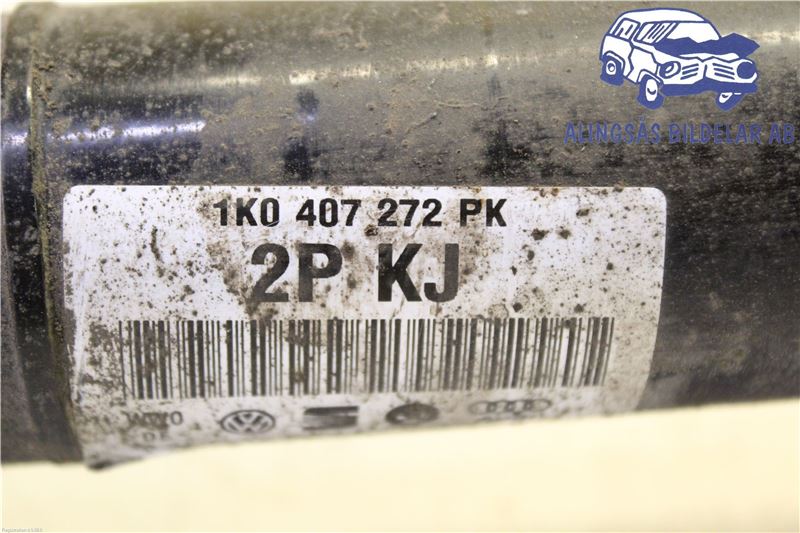 ALINGSÅS BILDELAR AB
1K0 407 272 PK
2P KJ